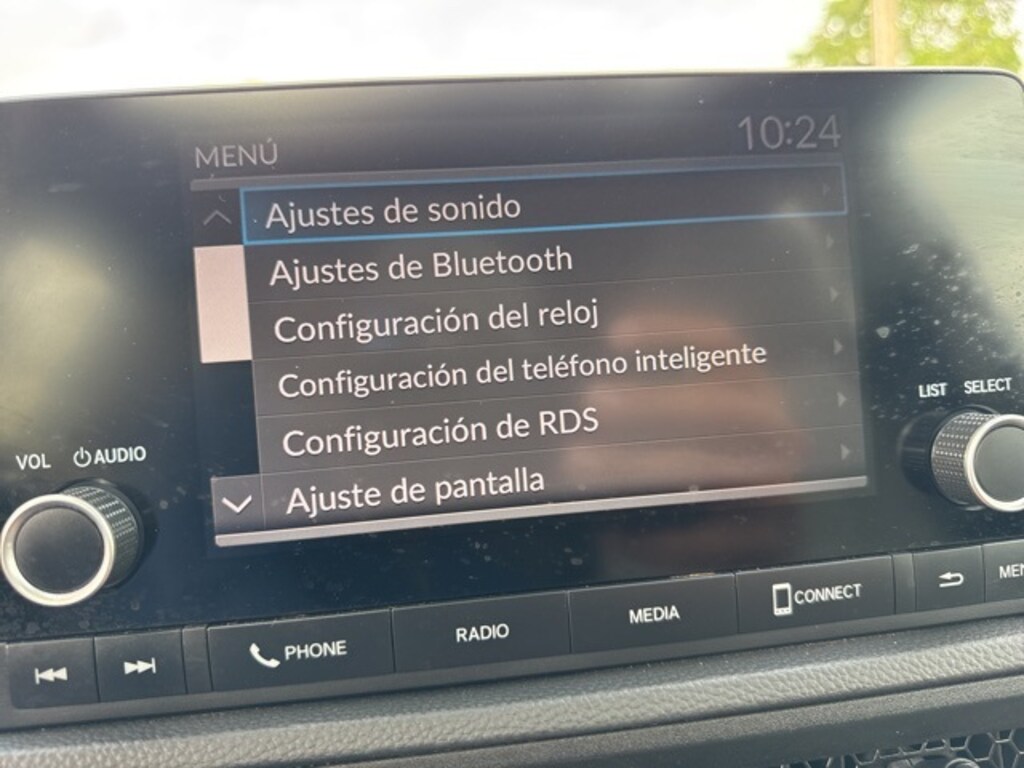 MENÚ 10:24
Ajustes de sonido
Ajustes de Bluetooth
Configuración del reloj
Configuración del teléfono inteligente
Configuración de RDS
Ajuste de pantalla
LIST SELECT
VOL AUDIO
PHONE RADIO MEDIA CONNECT